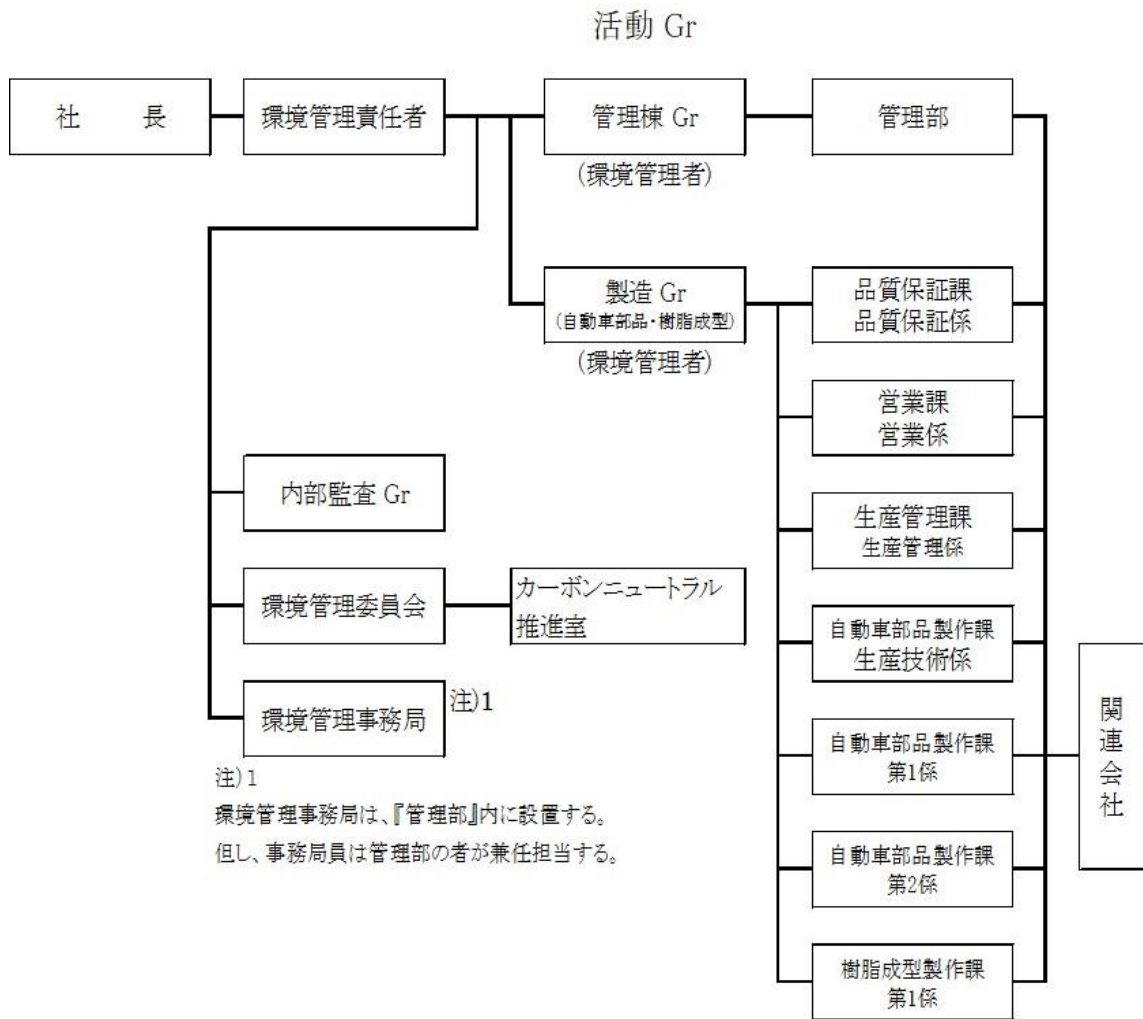 活動 Gr
社　　長
環境管理責任者
管理棟 Gr
(環境管理者)
管理部
製造 Gr
(自動車部品・樹脂成型)
(環境管理者)
品質保証課
品質保証係
営業課
営業係
生産管理課
生産管理係
自動車部品製作課
生産技術係
自動車部品製作課
第1係
自動車部品製作課
第2係
樹脂成型製作課
第1係
関連会社
内部監査 Gr
環境管理委員会
カーボンニュートラル
推進室
環境管理事務局
注)1
注)1
環境管理事務局は、『管理部』内に設置する。
但し、事務局員は管理部の者が兼任担当する。